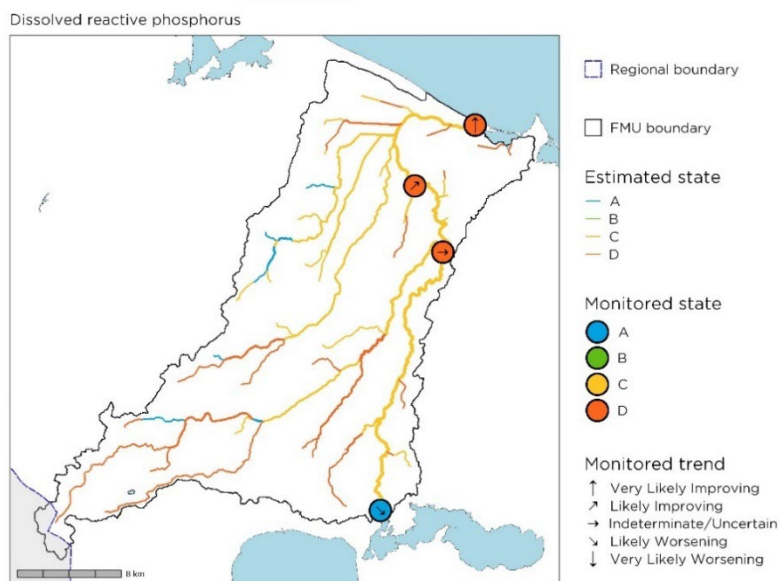 Dissolved reactive phosphorus
Regional boundary
FMU boundary
Estimated state
A
B
C
D
Monitored state
A
B
C
D
Monitored trend
↑ Very Likely Improving
↗ Likely Improving
→ Indeterminate/Uncertain
↘ Likely Worsening
↓ Very Likely Worsening
8 km